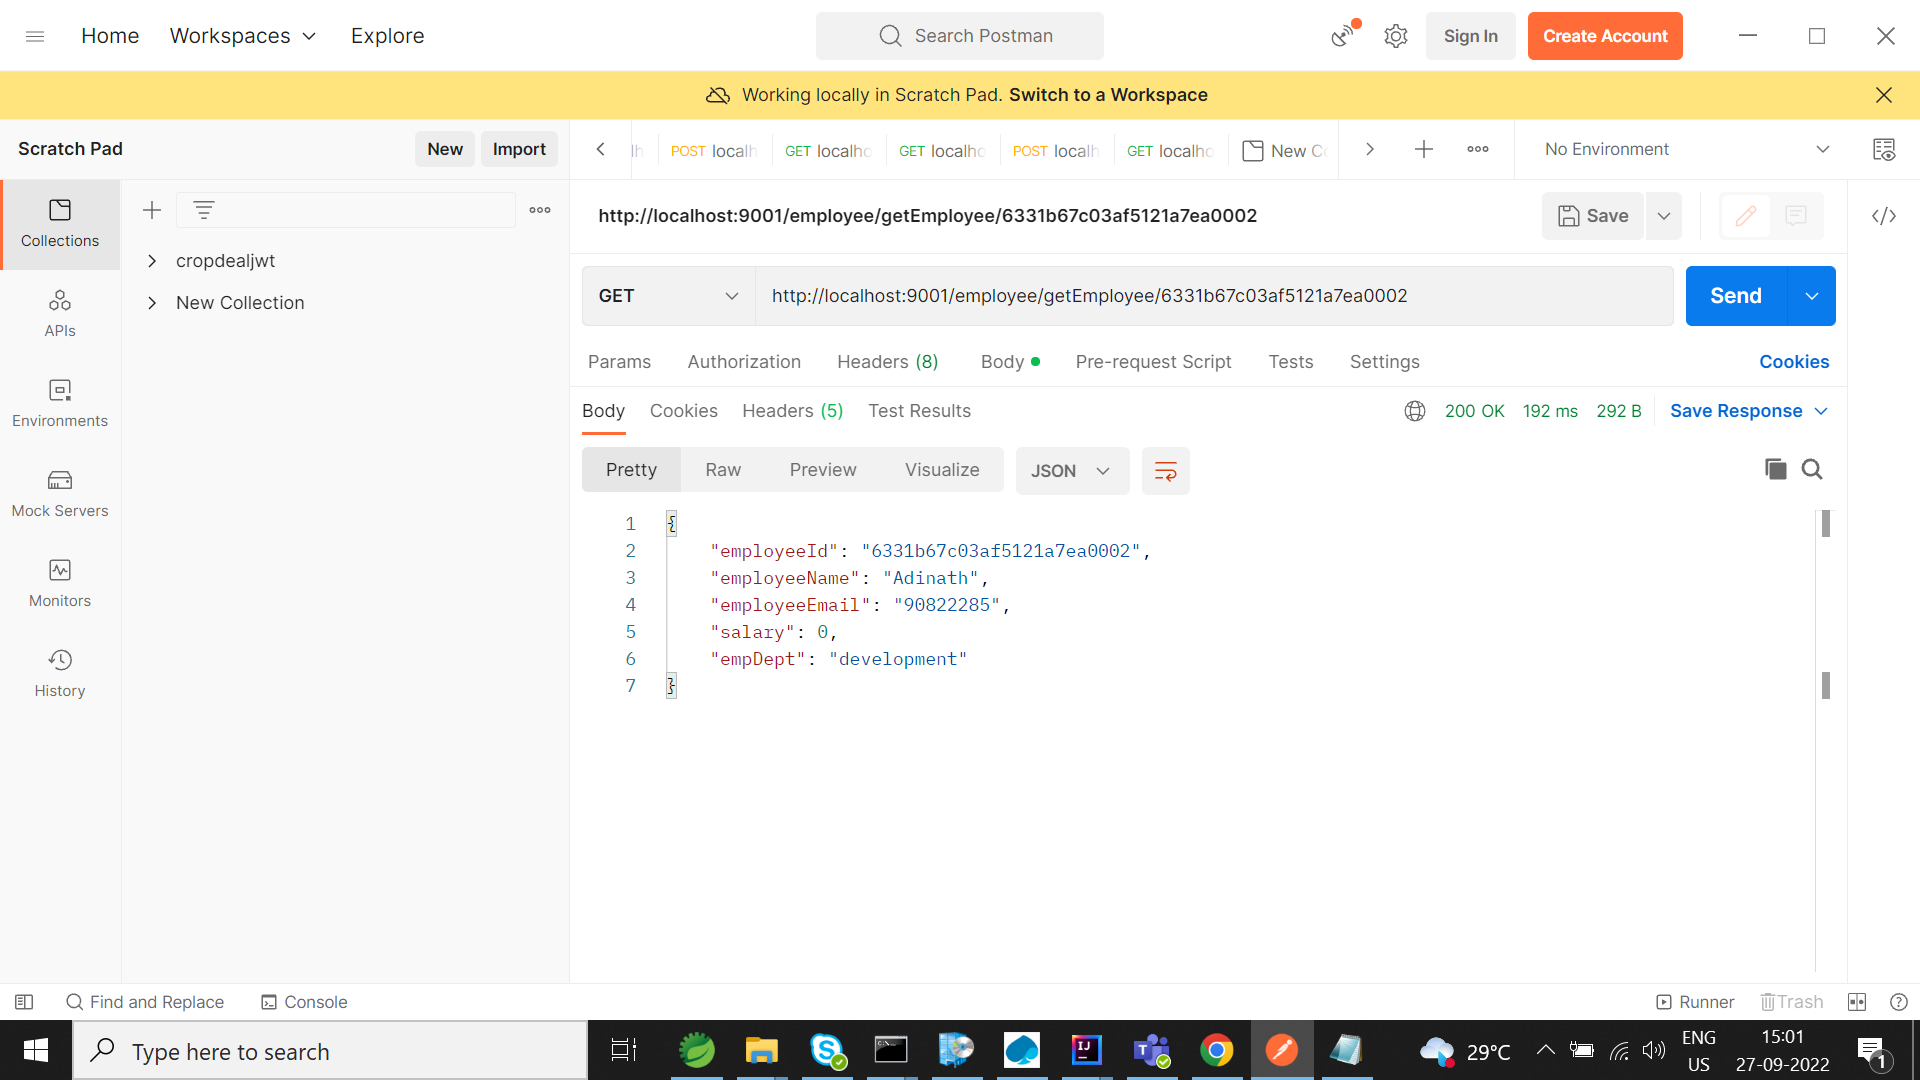 Home Workspaces Explore Search Postman Sign In Create Account
Working locally in Scratch Pad. Switch to a Workspace
Scratch Pad New Import
POST localh GET localho GET localho POST localh GET localho New Co No Environment
Collections
APIs
Environments
Mock Servers
Monitors
History
cropdealjwt
New Collection
http://localhost:9001/employee/getEmployee/6331b67c03af5121a7ea0002 Save
GET http://localhost:9001/employee/getEmployee/6331b67c03af5121a7ea0002 Send
Params Authorization Headers (8) Body Pre-request Script Tests Settings Cookies
Body Cookies Headers (5) Test Results 200 OK 192 ms 292 B Save Response
Pretty Raw Preview Visualize JSON
1 {
2 "employeeId": "6331b67c03af5121a7ea0002",
3 "employeeName": "Adinath",
4 "employeeEmail": "90822285",
5 "salary": 0,
6 "empDept": "development"
7 }
Find and Replace Console Runner Trash
Type here to search 29°C ENG US 15:01 27-09-2022 1